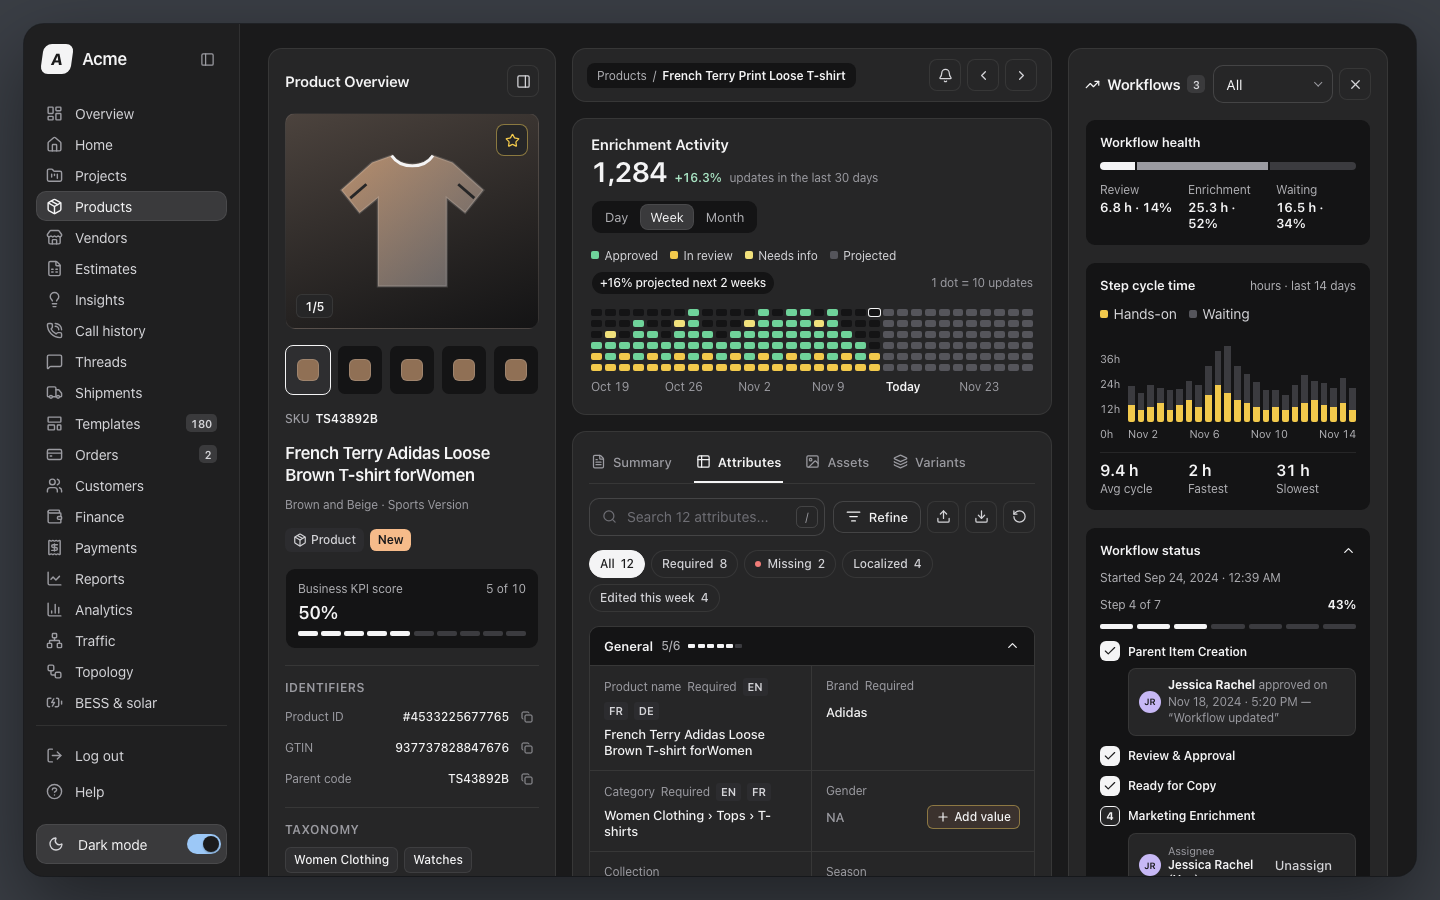 A Acme
Overview
Home
Projects
Products
Vendors
Estimates
Insights
Call history
Threads
Shipments
Templates 180
Orders 2
Customers
Finance
Payments
Reports
Analytics
Traffic
Topology
BESS & solar
Log out
Help
Dark mode
Product Overview
1/5
SKU TS43892B
French Terry Adidas Loose
Brown T-shirt forWomen
Brown and Beige · Sports Version
Product New
Business KPI score 5 of 10
50%
IDENTIFIERS
Product ID #4533225677765
GTIN 937737828847676
Parent code TS43892B
TAXONOMY
Women Clothing Watches
Products / French Terry Print Loose T-shirt
Enrichment Activity
1,284 +16.3% updates in the last 30 days
Day Week Month
Approved In review Needs info Projected
+16% projected next 2 weeks 1 dot = 10 updates
Oct 19 Oct 26 Nov 2 Nov 9 Today Nov 23
Summary Attributes Assets Variants
Search 12 attributes... / Refine
All 12 Required 8 Missing 2 Localized 4
Edited this week 4
General 5/6
Product name Required EN
FR DE
French Terry Adidas Loose
Brown T-shirt forWomen
Brand Required
Adidas
Category Required EN FR
Women Clothing › Tops › T-
shirts
Gender
NA Add value
Collection Season
Workflows 3 All
Workflow health
Review Enrichment Waiting
6.8 h · 14% 25.3 h · 16.5 h ·
52% 34%
Step cycle time hours · last 14 days
Hands-on Waiting
36h
24h
12h
0h Nov 2 Nov 6 Nov 10 Nov 14
9.4 h 2 h 31 h
Avg cycle Fastest Slowest
Workflow status
Started Sep 24, 2024 · 12:39 AM
Step 4 of 7 43%
Parent Item Creation
JR Jessica Rachel approved on
Nov 18, 2024 · 5:20 PM —
“Workflow updated”
Review & Approval
Ready for Copy
4 Marketing Enrichment
Assignee
JR Jessica Rachel Unassign